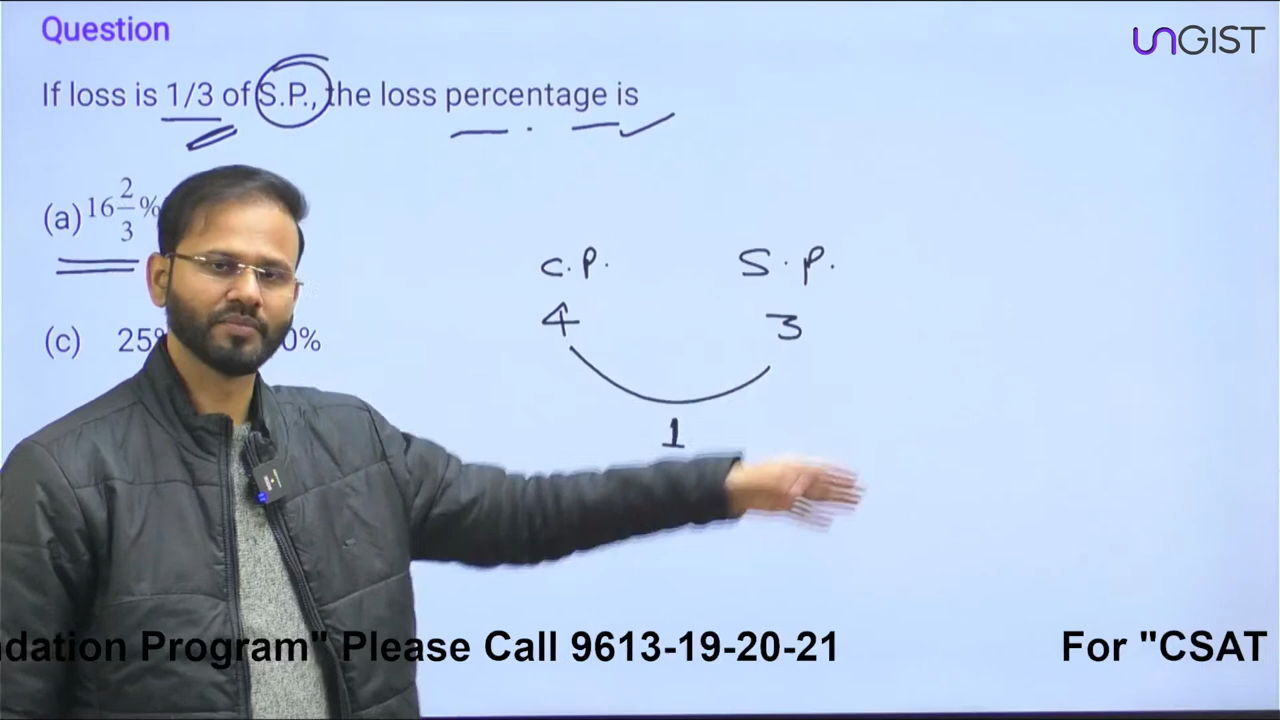 Question
UNGIST
If loss is 1/3 of S.P., the loss percentage is
(a) 16 2/3 %
C.P. S.P.
4 3
(c) 25% 0%
1
ndation Program" Please Call 9613-19-20-21 For "CSAT